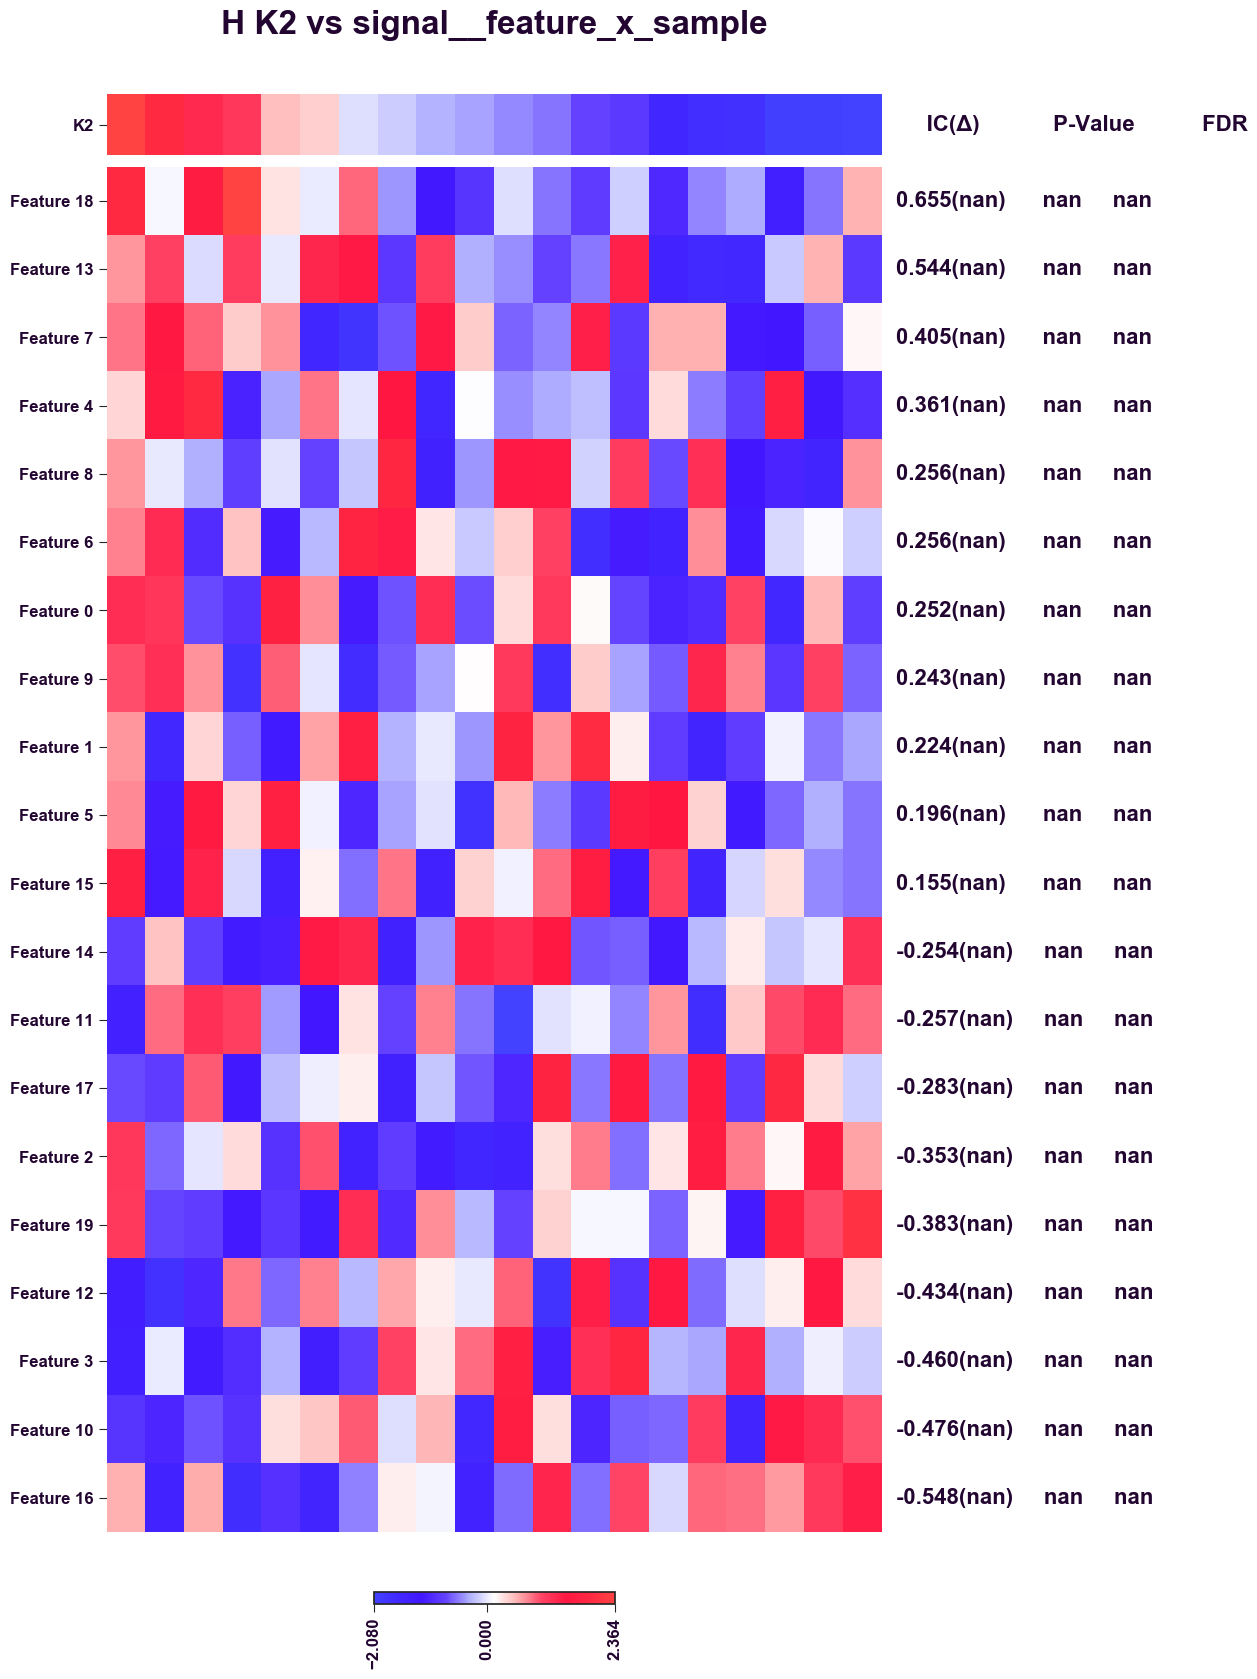 H K2 vs signal__feature_x_sample
K2 IC(Δ) P-Value FDR
Feature 18 0.655(nan) nan nan
Feature 13 0.544(nan) nan nan
Feature 7 0.405(nan) nan nan
Feature 4 0.361(nan) nan nan
Feature 8 0.256(nan) nan nan
Feature 6 0.256(nan) nan nan
Feature 0 0.252(nan) nan nan
Feature 9 0.243(nan) nan nan
Feature 1 0.224(nan) nan nan
Feature 5 0.196(nan) nan nan
Feature 15 0.155(nan) nan nan
Feature 14 -0.254(nan) nan nan
Feature 11 -0.257(nan) nan nan
Feature 17 -0.283(nan) nan nan
Feature 2 -0.353(nan) nan nan
Feature 19 -0.383(nan) nan nan
Feature 12 -0.434(nan) nan nan
Feature 3 -0.460(nan) nan nan
Feature 10 -0.476(nan) nan nan
Feature 16 -0.548(nan) nan nan
−2.080
0.000
2.364